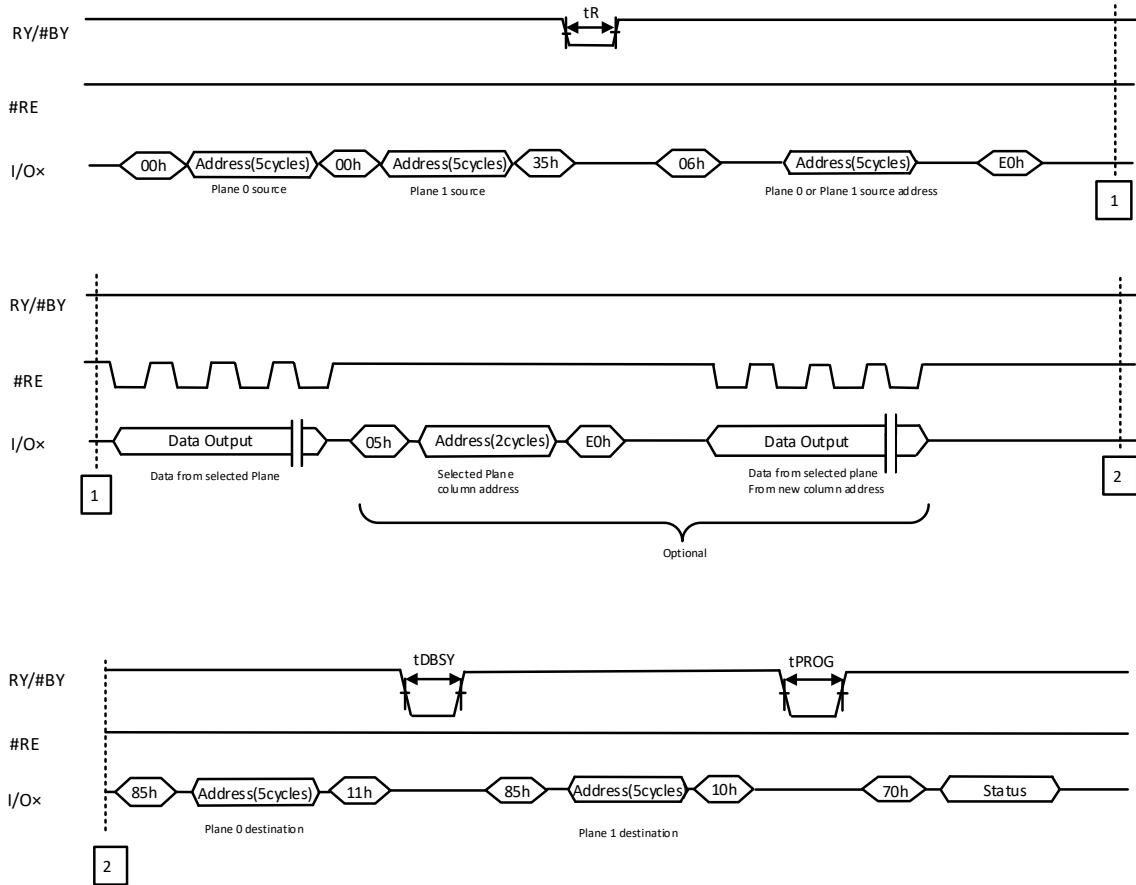 tR
RY/#BY
#RE
I/O×
00h
Address(5cycles)
00h
Address(5cycles)
35h
06h
Address(5cycles)
E0h
Plane 0 source
Plane 1 source
Plane 0 or Plane 1 source address
1
RY/#BY
#RE
I/O×
Data Output
05h
Address(2cycles)
E0h
Data Output
Data from selected Plane
Selected Plane
column address
Data from selected plane
From new column address
1
2
Optional
tDBSY
tPROG
RY/#BY
#RE
I/O×
85h
Address(5cycles)
11h
85h
Address(5cycles
10h
70h
Status
Plane 0 destination
Plane 1 destination
2